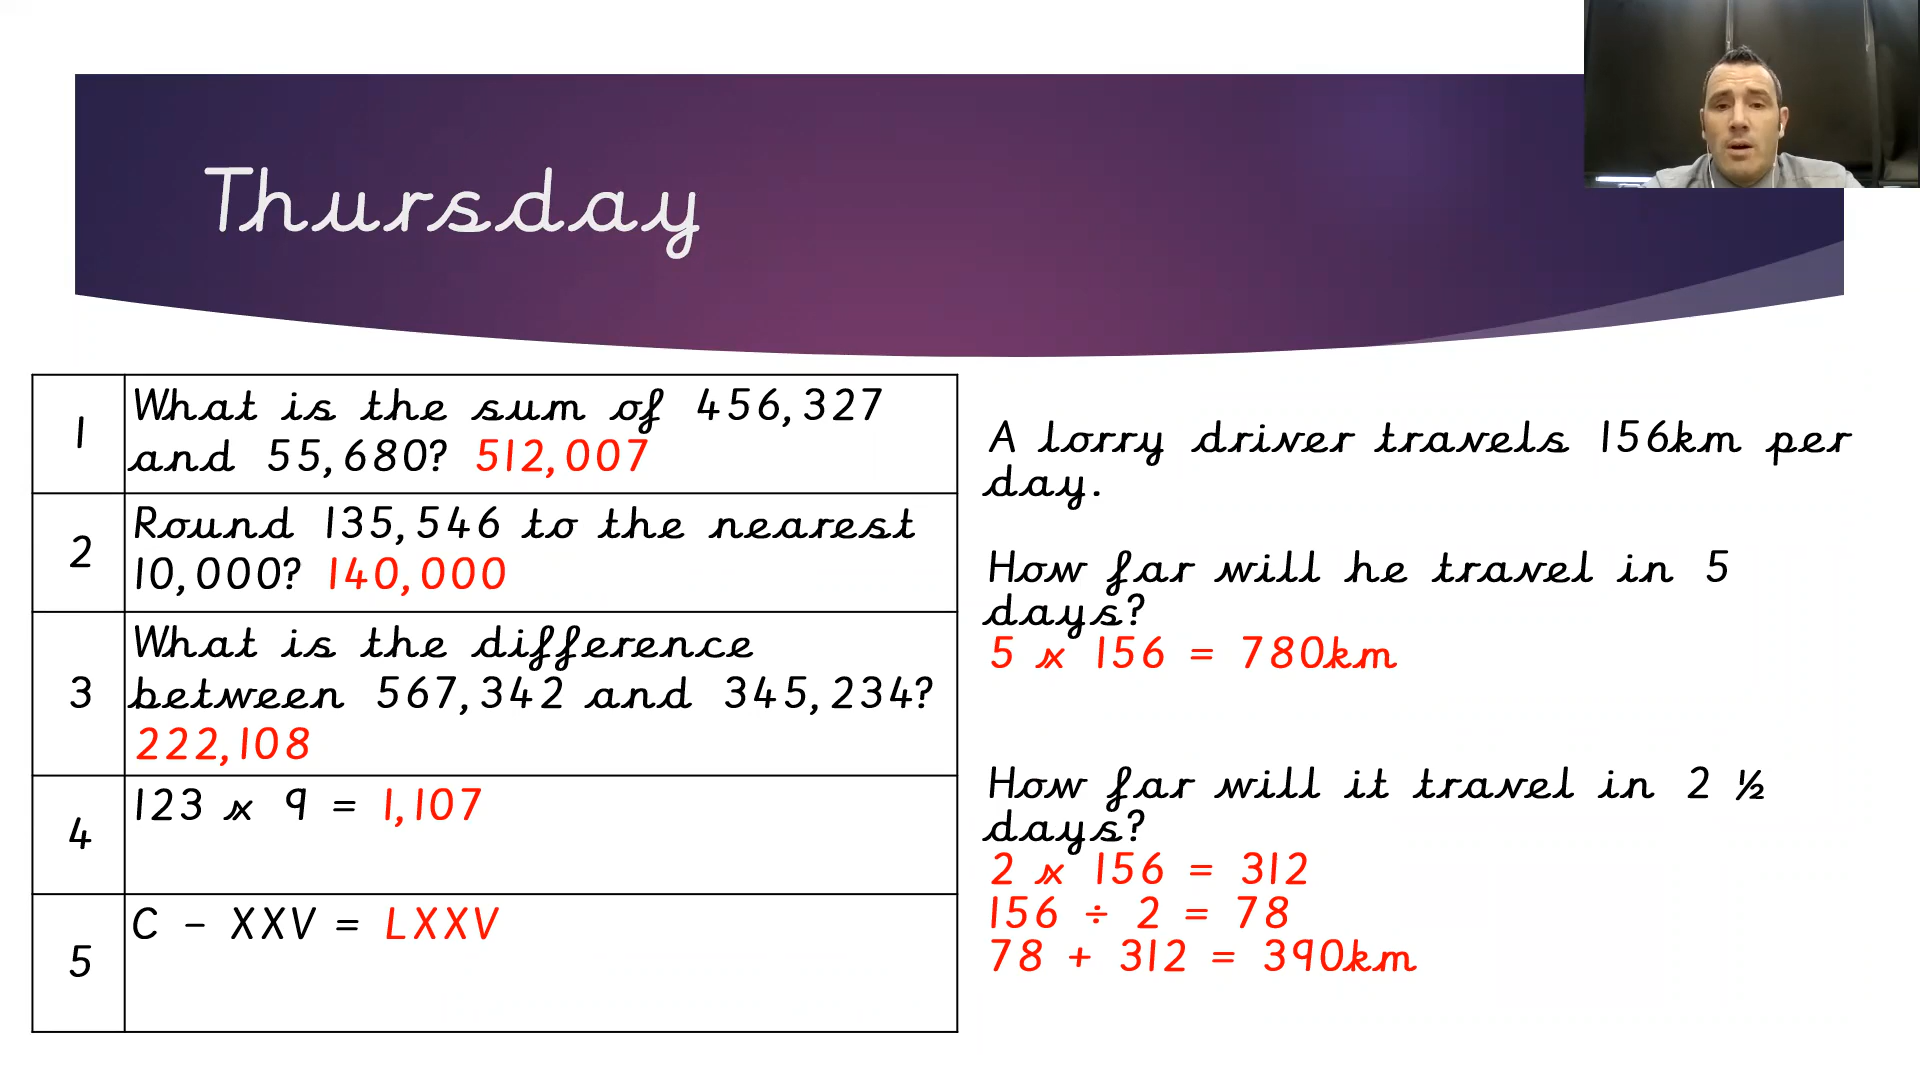 Thursday
1
What is the sum of 456,327
and 55,680? 512,007
2
Round 135,546 to the nearest
10,000? 140,000
3
What is the difference
between 567,342 and 345,234?
222,108
4
123 x 9 = 1,107
5
C - XXV = LXXV
A lorry driver travels 156km per
day.
How far will he travel in 5
days?
5 x 156 = 780km
How far will it travel in 2 ½
days?
2 x 156 = 312
156 ÷ 2 = 78
78 + 312 = 390km